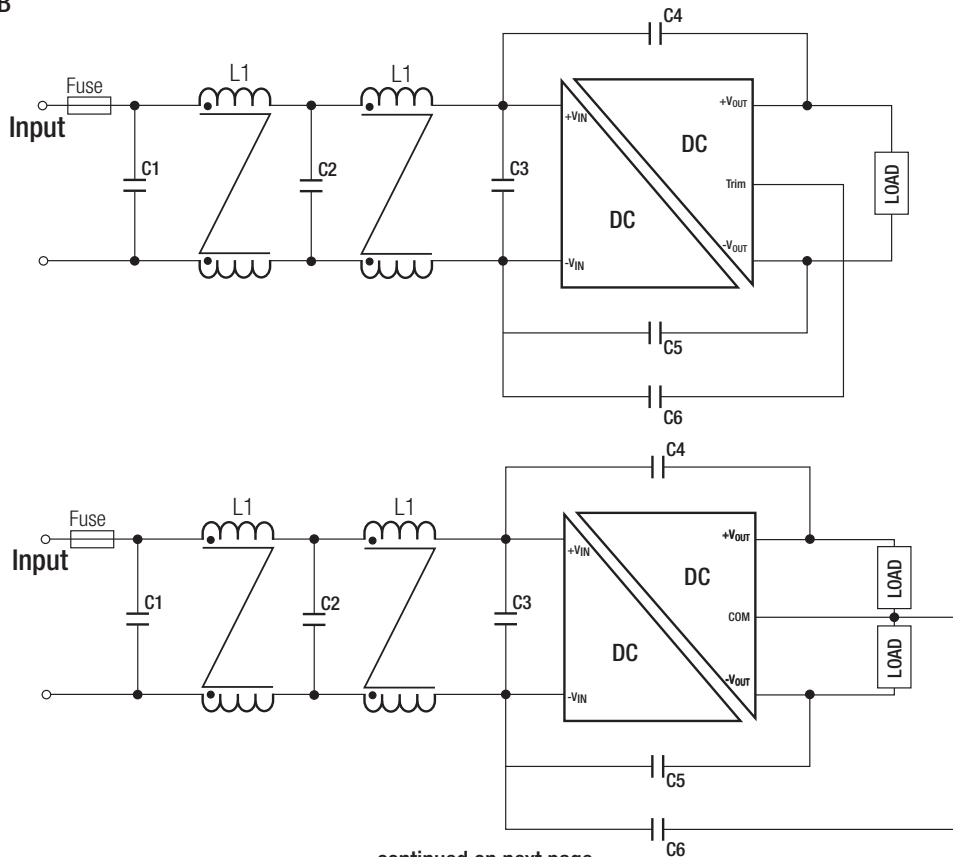 B
C4
Fuse
L1
L1
Input
+VIN
+VOUT
DC
C1
C2
C3
Trim
LOAD
DC
-VIN
-VOUT
C5
C6
C4
Fuse
L1
L1
Input
+VIN
+VOUT
DC
LOAD
C1
C2
C3
COM
DC
LOAD
-VIN
-VOUT
C5
C6
continued on next page